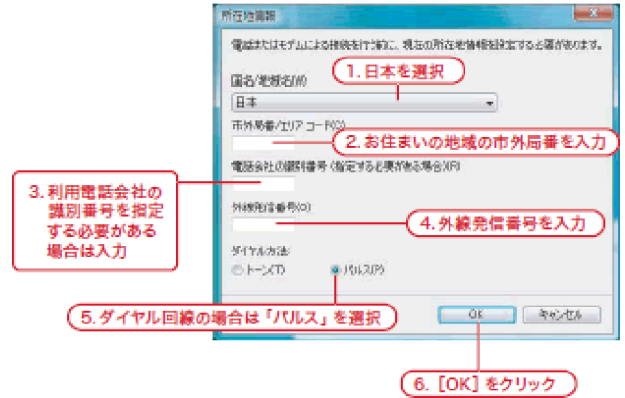 所在地情報
電話またはモデムによる接続を行う前に、現在の所在地情報を設定する必要があります。
国名/地域名(W)
1.日本を選択
日本
市外局番/エリア コード(C)
2.お住まいの地域の市外局番を入力
電話会社の識別番号 (指定する必要がある場合)(R)
3.利用電話会社の
識別番号を指定
する必要がある
場合は入力
外線発信番号(O)
4.外線発信番号を入力
ダイヤル方法:
トーン(T)
パルス(P)
5.ダイヤル回線の場合は「パルス」を選択
OK
キャンセル
6.[OK]をクリック